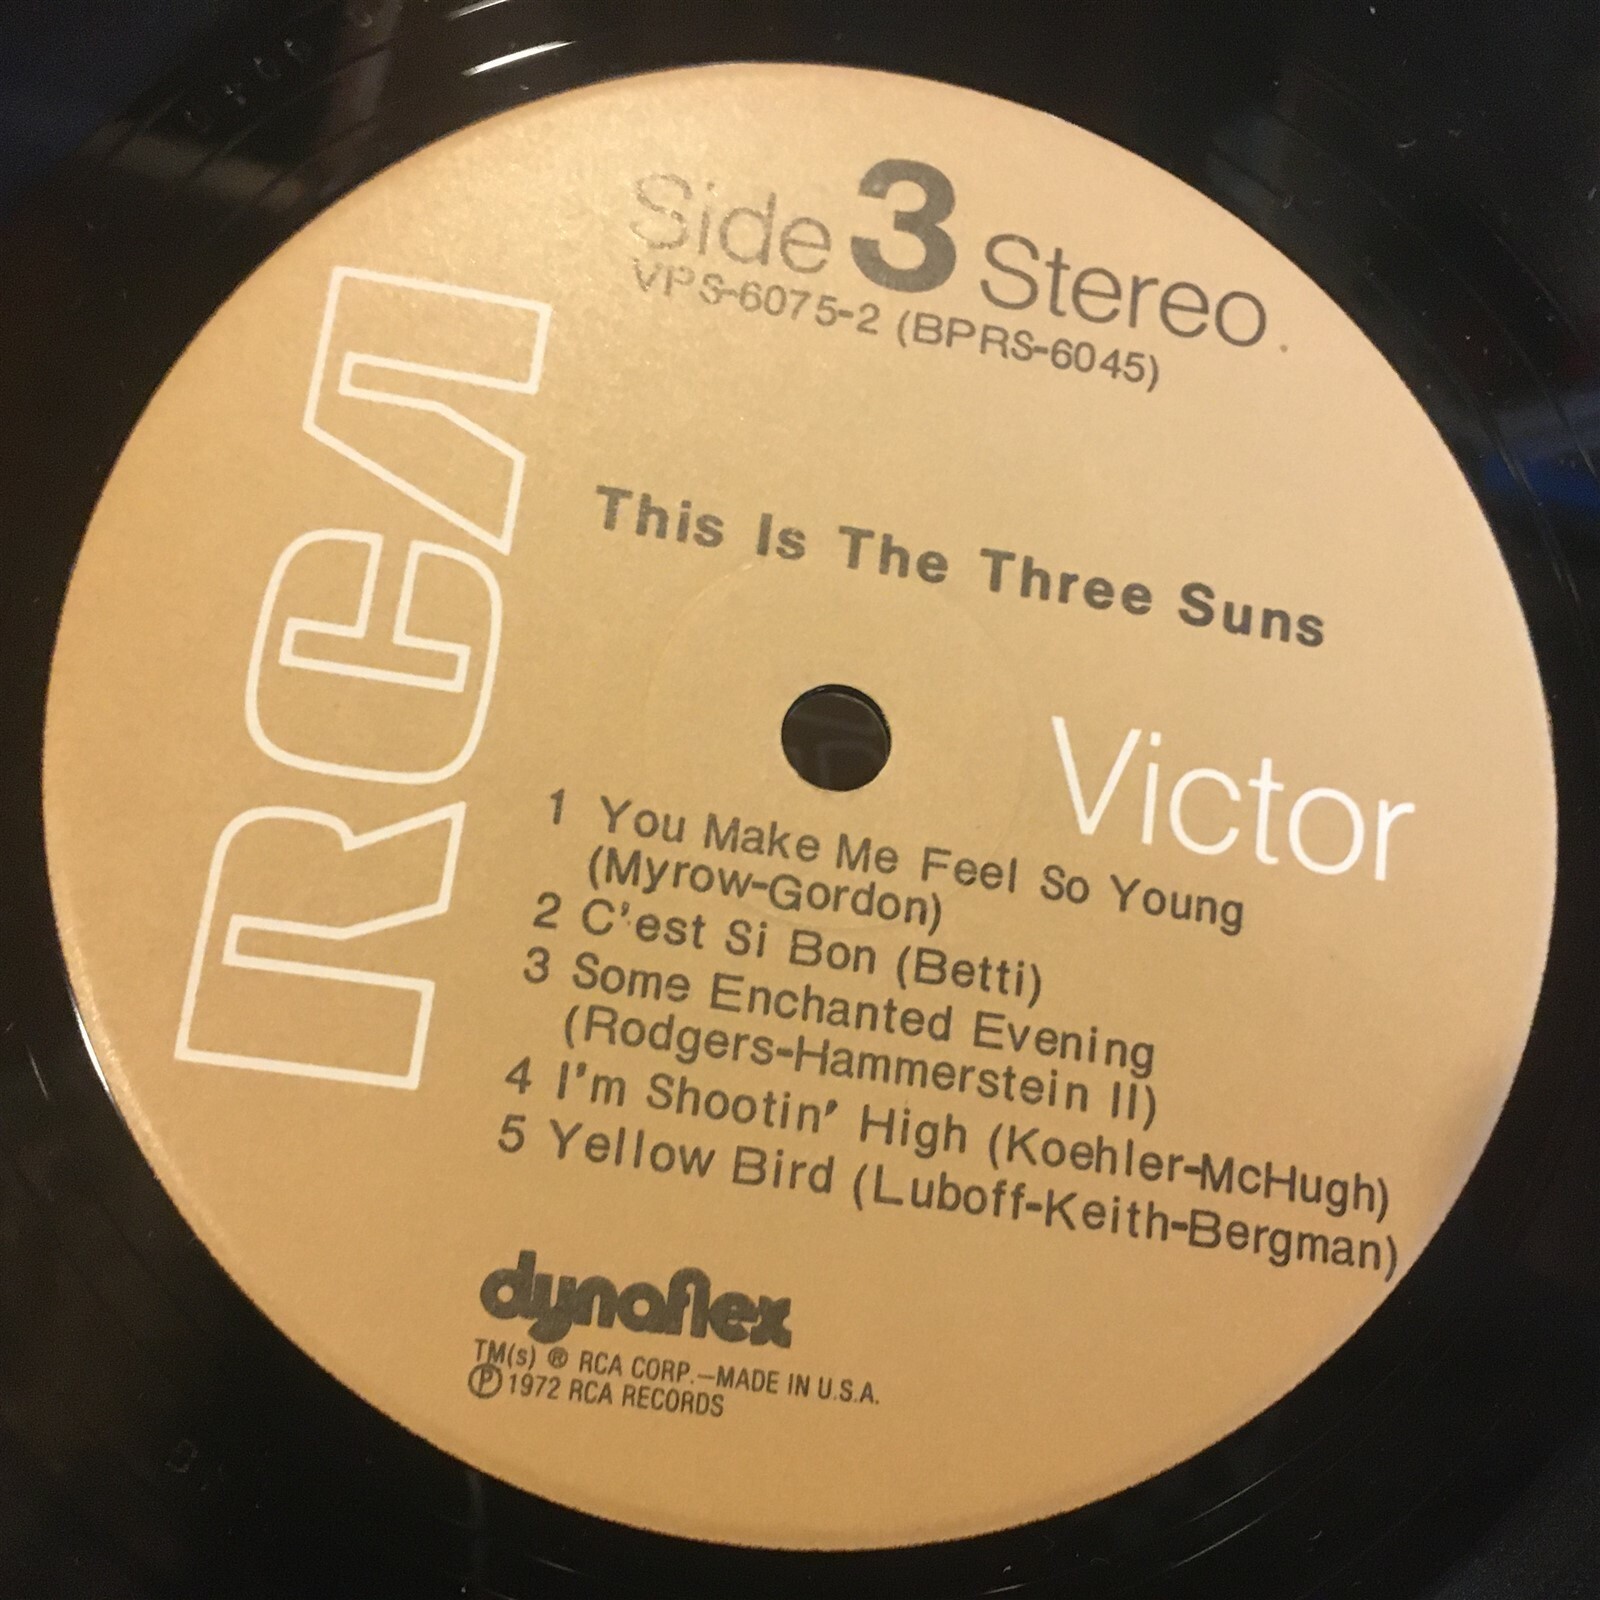 Side 3 Stereo
VPS-6075-2 (BPRS-6045)
RCA
This Is The Three Suns
Victor
1 You Make Me Feel So Young
(Myrow-Gordon)
2 C'est Si Bon (Betti)
3 Some Enchanted Evening
(Rodgers-Hammerstein II)
4 I'm Shootin' High (Koehler-McHugh)
5 Yellow Bird (Luboff-Keith-Bergman)
dynaflex
TM(s) ® RCA CORP.—MADE IN U.S.A.
℗ 1972 RCA RECORDS